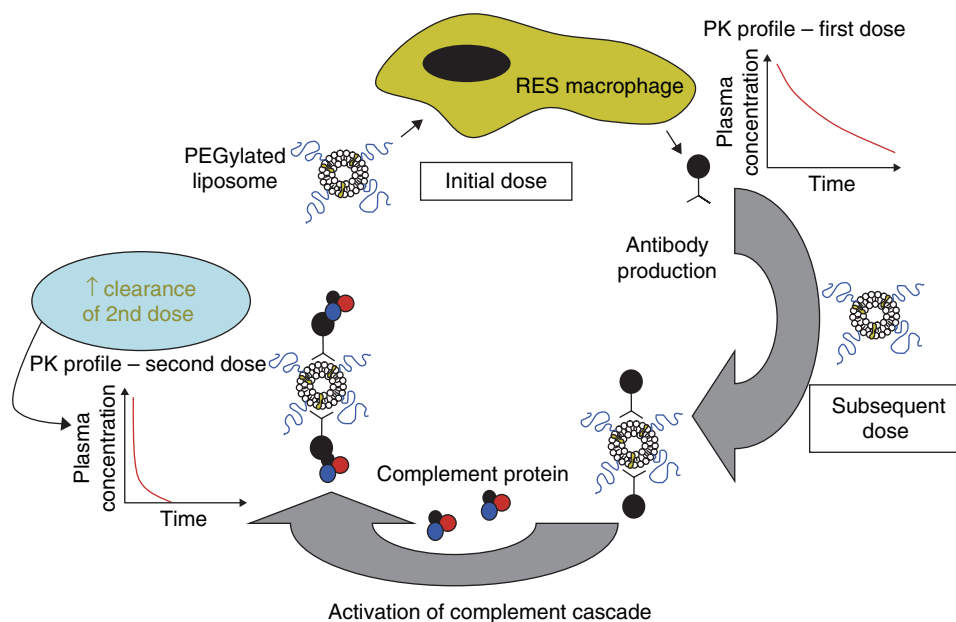 PK profile – first dose
RES macrophage
Plasma
concentration
Time
PEGylated
liposome
Initial dose
Antibody
production
↑ clearance
of 2nd dose
PK profile – second dose
Plasma
concentration
Time
Subsequent
dose
Complement protein
Activation of complement cascade